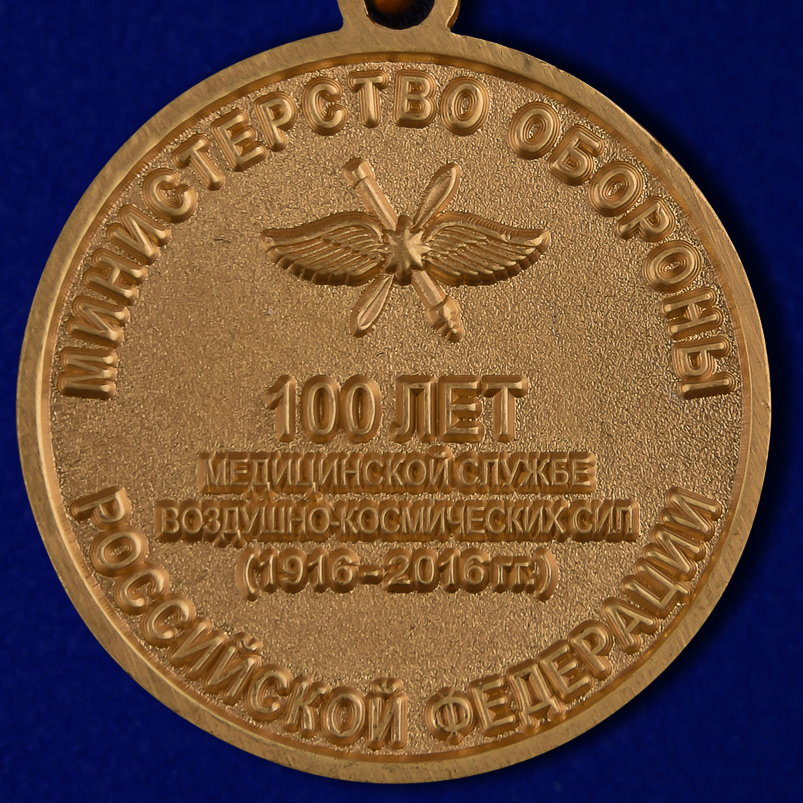 МИНИСТЕРСТВО ОБОРОНЫ
100 ЛЕТ
МЕДИЦИНСКОЙ СЛУЖБЕ
ВОЗДУШНО-КОСМИЧЕСКИХ СИЛ
(1916-2016 гг.)
РОССИЙСКОЙ ФЕДЕРАЦИИ